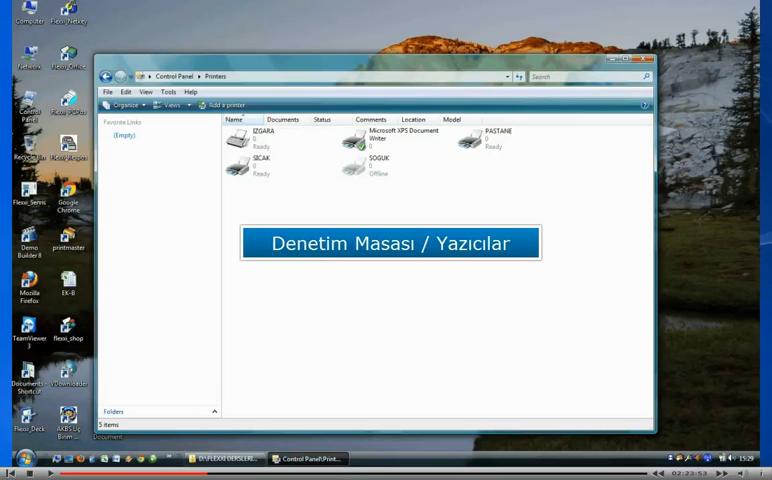 Computer
Flexxi_Netkey
Network
Flexxi_Office
Control Panel
Flexxi_PGPos
Recycle Bin
Flexxi_Respos
Flexxi_Servis
Google Chrome
Demo Builder 8
printmaster
Mozilla Firefox
EK-B
TeamViewer 3
flexxi_shop
Documents - Shortcut
VDownloader
Flexxi_Deck
AKBS Uç Birim ...
Document
Control Panel ▸ Printers
Search
File Edit View Tools Help
Organize Views Add a printer
Favorite Links
(Empty)
Name Documents Status Comments Location Model
IZGARA
0
Ready
Microsoft XPS Document Writer
0
PASTANE
0
Ready
SICAK
0
Ready
SOGUK
0
Offline
Denetim Masası / Yazıcılar
Folders
5 items
D:\FLEXXI DERSLERI...
Control Panel\Print...
15:29
02:23:53